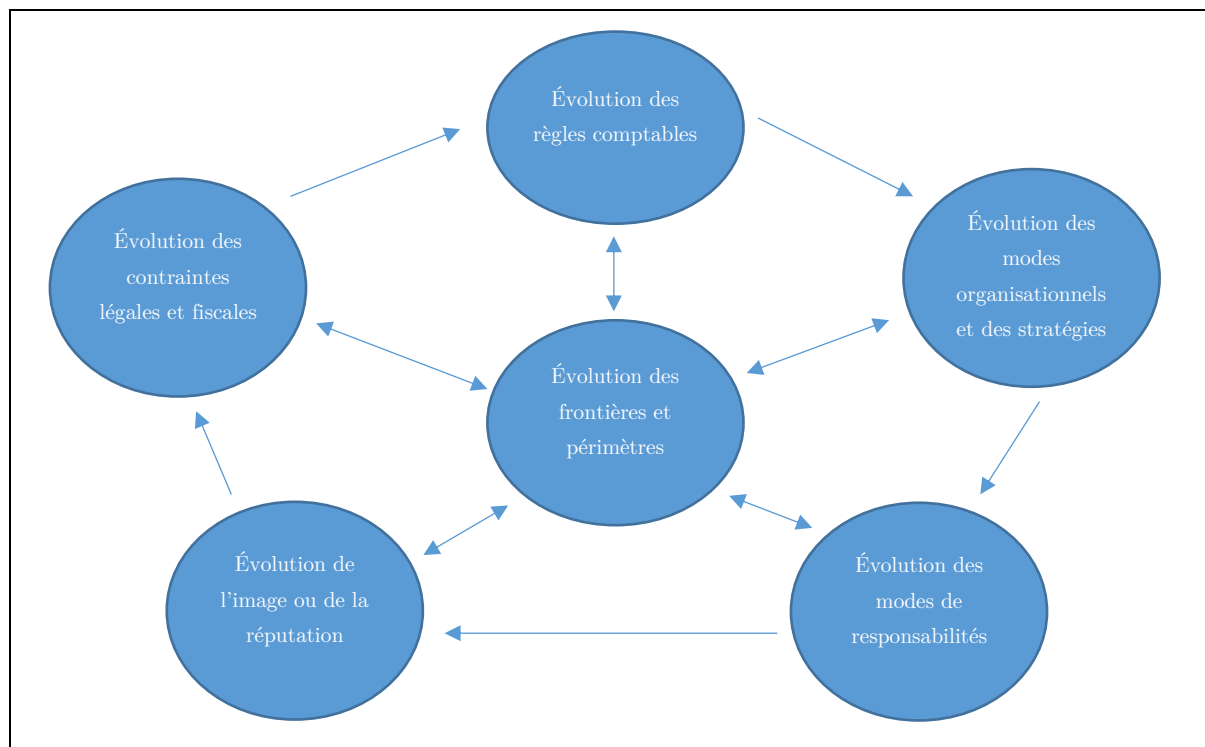 Évolution des
règles comptables
Évolution des
contraintes
légales et fiscales
Évolution des
modes
organisationnels
et des stratégies
Évolution des
frontières et
périmètres
Évolution de
l'image ou de la
réputation
Évolution des
modes de
responsabilités